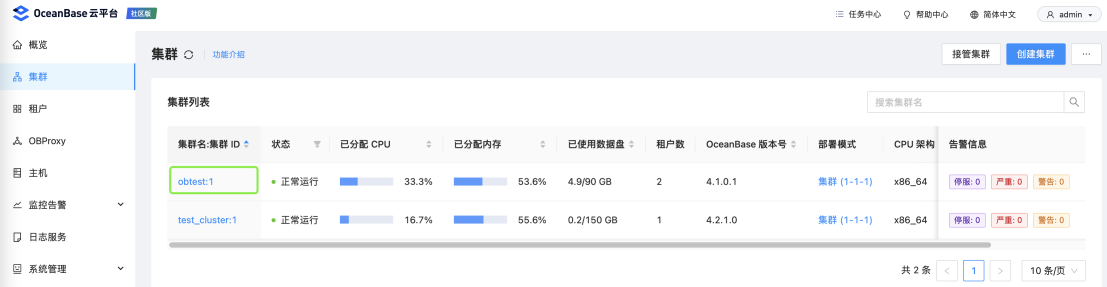 OceanBase 云平台 社区版 任务中心 帮助中心 简体中文 admin
概览
集群
租户
OBProxy
主机
监控告警
日志服务
系统管理
集群 功能介绍 接管集群 创建集群 ...
集群列表 搜索集群名
集群名:集群 ID 状态 已分配 CPU 已分配内存 已使用数据盘 租户数 OceanBase 版本号 部署模式 CPU 架构 告警信息
obtest:1 正常运行 33.3% 53.6% 4.9/90 GB 2 4.1.0.1 集群 (1-1-1) x86_64 停服: 0 严重: 0 警告: 0
test_cluster:1 正常运行 16.7% 55.6% 0.2/150 GB 1 4.2.1.0 集群 (1-1-1) x86_64 停服: 0 严重: 0 警告: 0
共 2 条 < 1 > 10 条/页